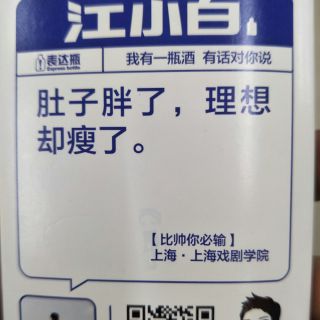 江小白
表达瓶
Express bottle
我有一瓶酒 有话对你说
肚子胖了，理想
却瘦了。
【比帅你必输】
上海·上海戏剧学院